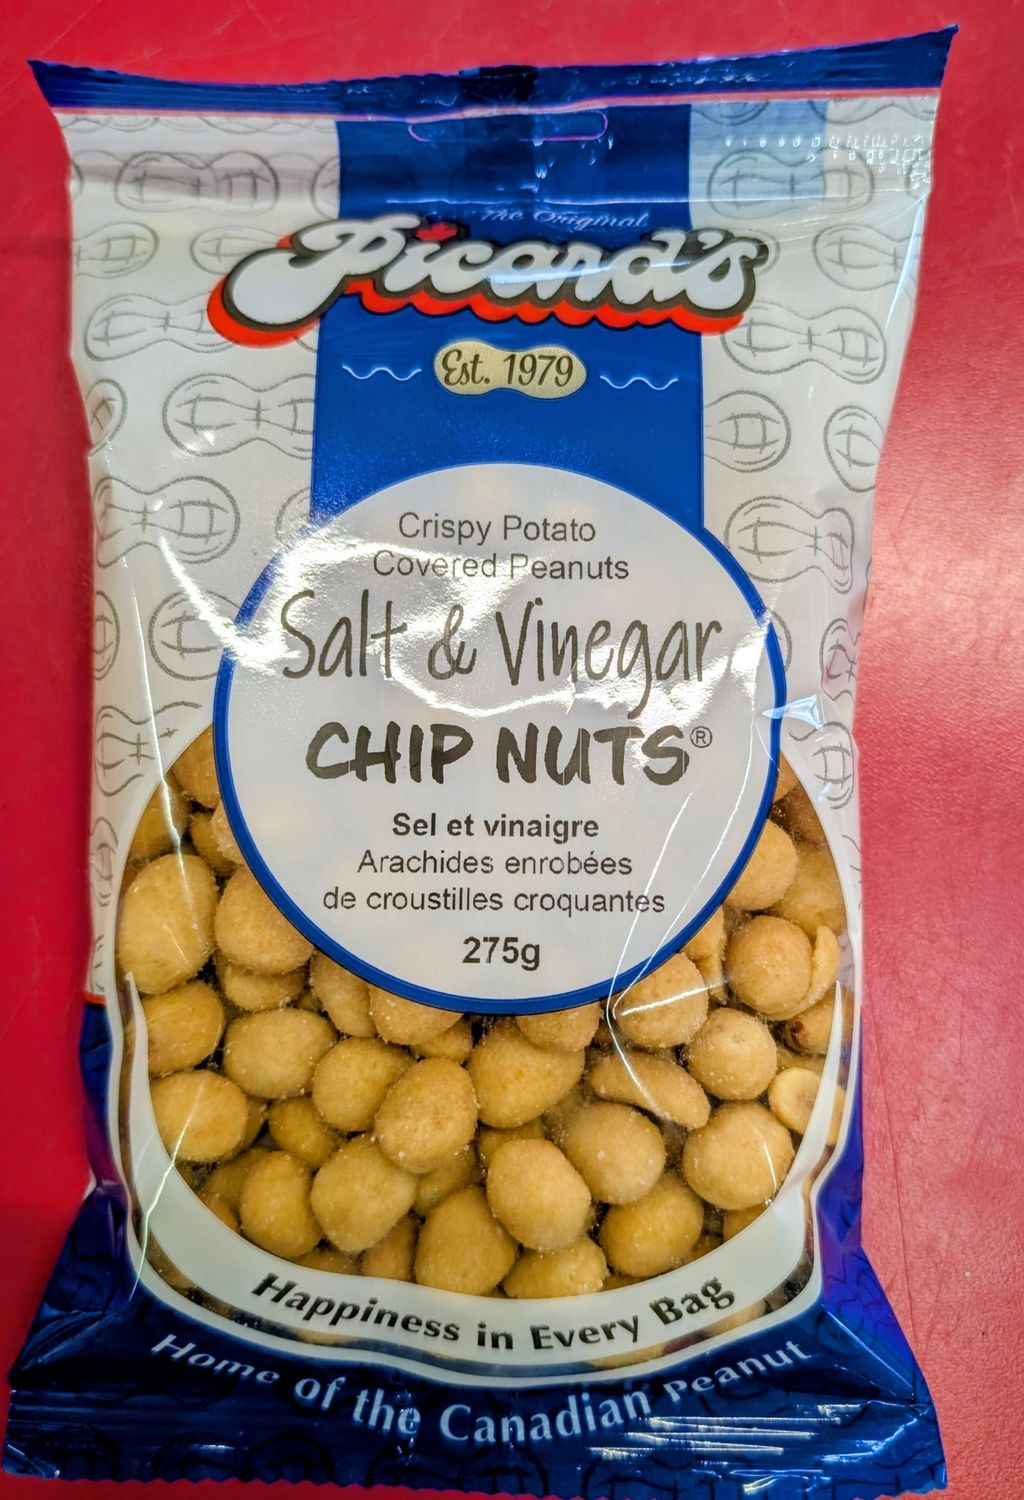 The Original
Picard's
Est. 1979
Crispy Potato
Covered Peanuts
Salt & Vinegar
CHIP NUTS®
Sel et vinaigre
Arachides enrobées
de croustilles croquantes
275g
Happiness in Every Bag
Home of the Canadian Peanut